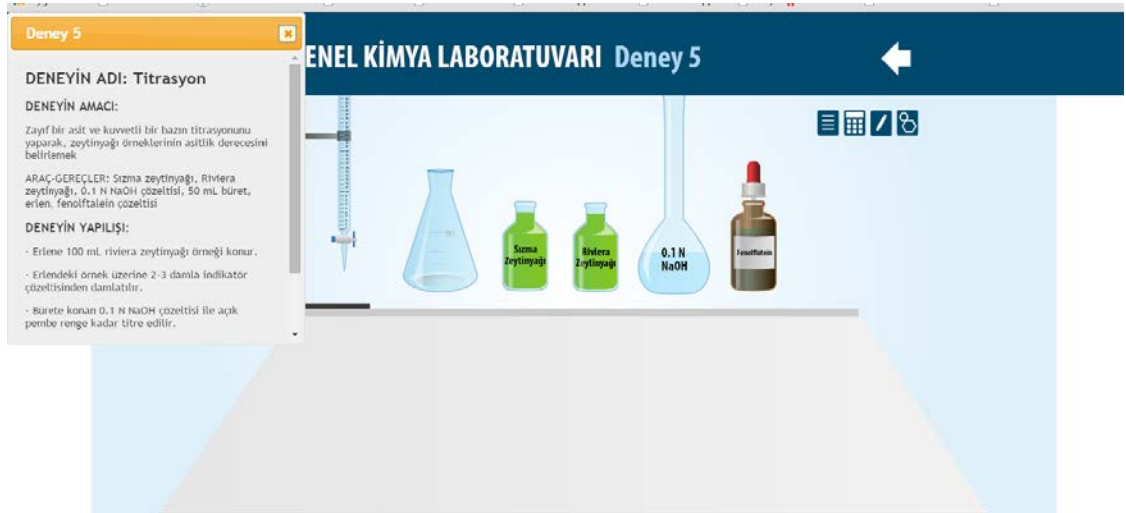 Deney 5
ENEL KİMYA LABORATUVARI Deney 5
DENEYİN ADI: Titrasyon
DENEYİN AMACI:
Zayıf bir asit ve kuvvetli bir bazın titrasyonunu
yaparak, zeytinyağı örneklerinin asitlik derecesini
belirlemek
ARAÇ-GEREÇLER: Sızma zeytinyağı, Riviera
zeytinyağı, 0.1 N NaOH çözeltisi, 50 mL büret,
erlen, fenolftalein çözeltisi
DENEYİN YAPILIŞI:
- Erlene 100 mL riviera zeytinyağı örneği konur.
- Erlendeki örnek üzerine 2-3 damla indikatör
çözeltisinden damlatılır.
- Bürete konan 0.1 N NaOH çözeltisi ile açık
pembe renge kadar titre edilir.
Sızma
Zeytinyağı
Riviera
Zeytinyağı
0.1 N
NaOH
Fenolftalein